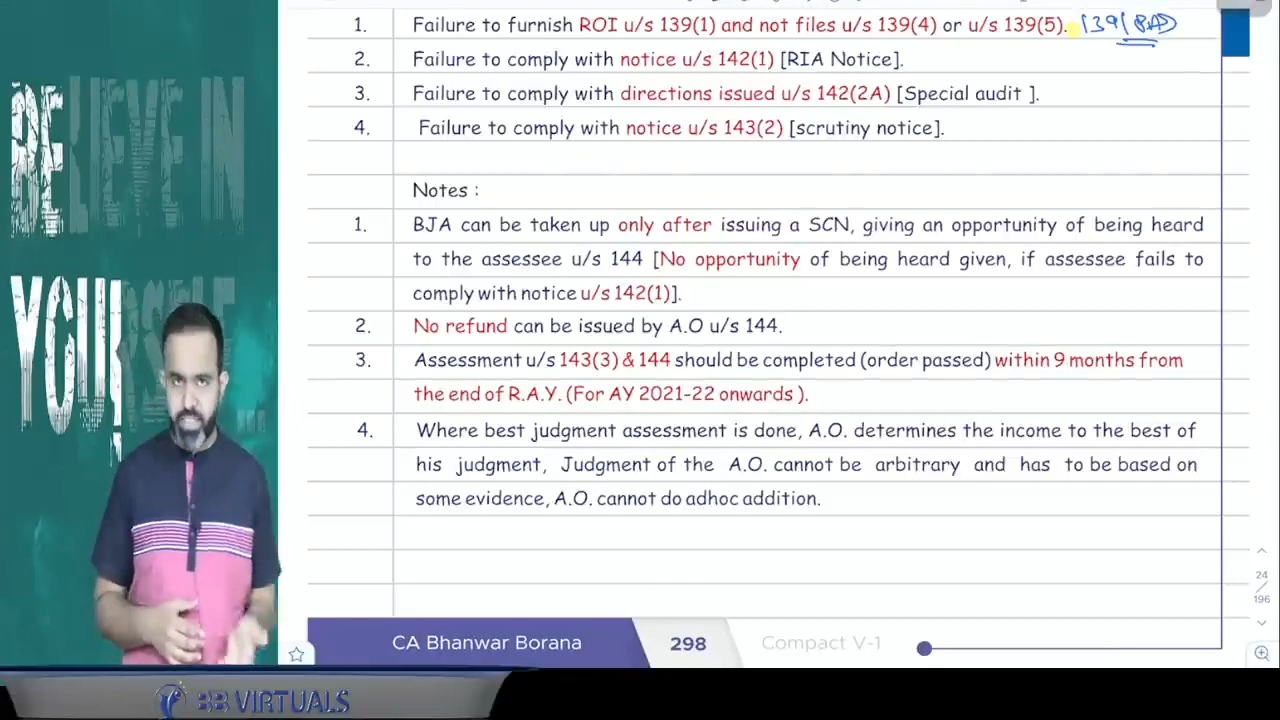 1. Failure to furnish ROI u/s 139(1) and not files u/s 139(4) or u/s 139(5).
2. Failure to comply with notice u/s 142(1) [RIA Notice].
3. Failure to comply with directions issued u/s 142(2A) [Special audit ].
4. Failure to comply with notice u/s 143(2) [scrutiny notice].
Notes :
1. BJA can be taken up only after issuing a SCN, giving an opportunity of being heard
to the assessee u/s 144 [No opportunity of being heard given, if assessee fails to
comply with notice u/s 142(1)].
2. No refund can be issued by A.O u/s 144.
3. Assessment u/s 143(3) & 144 should be completed (order passed) within 9 months from
the end of R.A.Y. (For AY 2021-22 onwards ).
4. Where best judgment assessment is done, A.O. determines the income to the best of
his judgment, Judgment of the A.O. cannot be arbitrary and has to be based on
some evidence, A.O. cannot do adhoc addition.
CA Bhanwar Borana 298 Compact V-1
24
/
196
BELIEVE IN
BB VIRTUALS